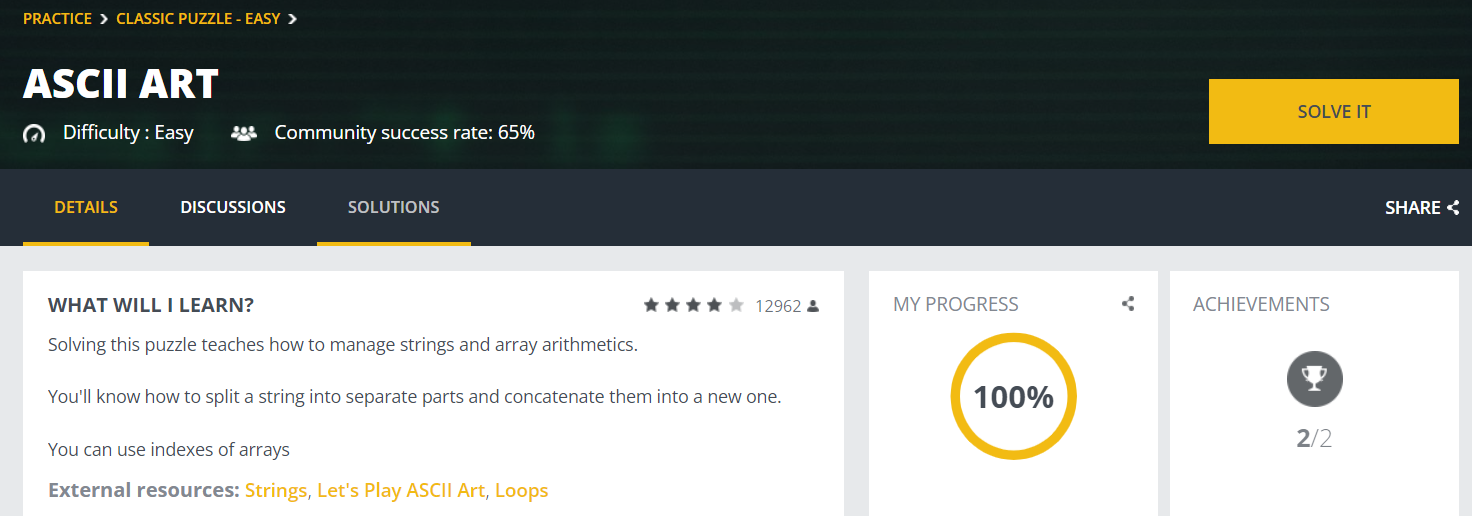 PRACTICE > CLASSIC PUZZLE - EASY >
ASCII ART
Difficulty : Easy Community success rate: 65%
SOLVE IT
DETAILS DISCUSSIONS SOLUTIONS SHARE
WHAT WILL I LEARN? 12962
Solving this puzzle teaches how to manage strings and array arithmetics.
You'll know how to split a string into separate parts and concatenate them into a new one.
You can use indexes of arrays
External resources: Strings, Let's Play ASCII Art, Loops
MY PROGRESS
100%
ACHIEVEMENTS
2/2